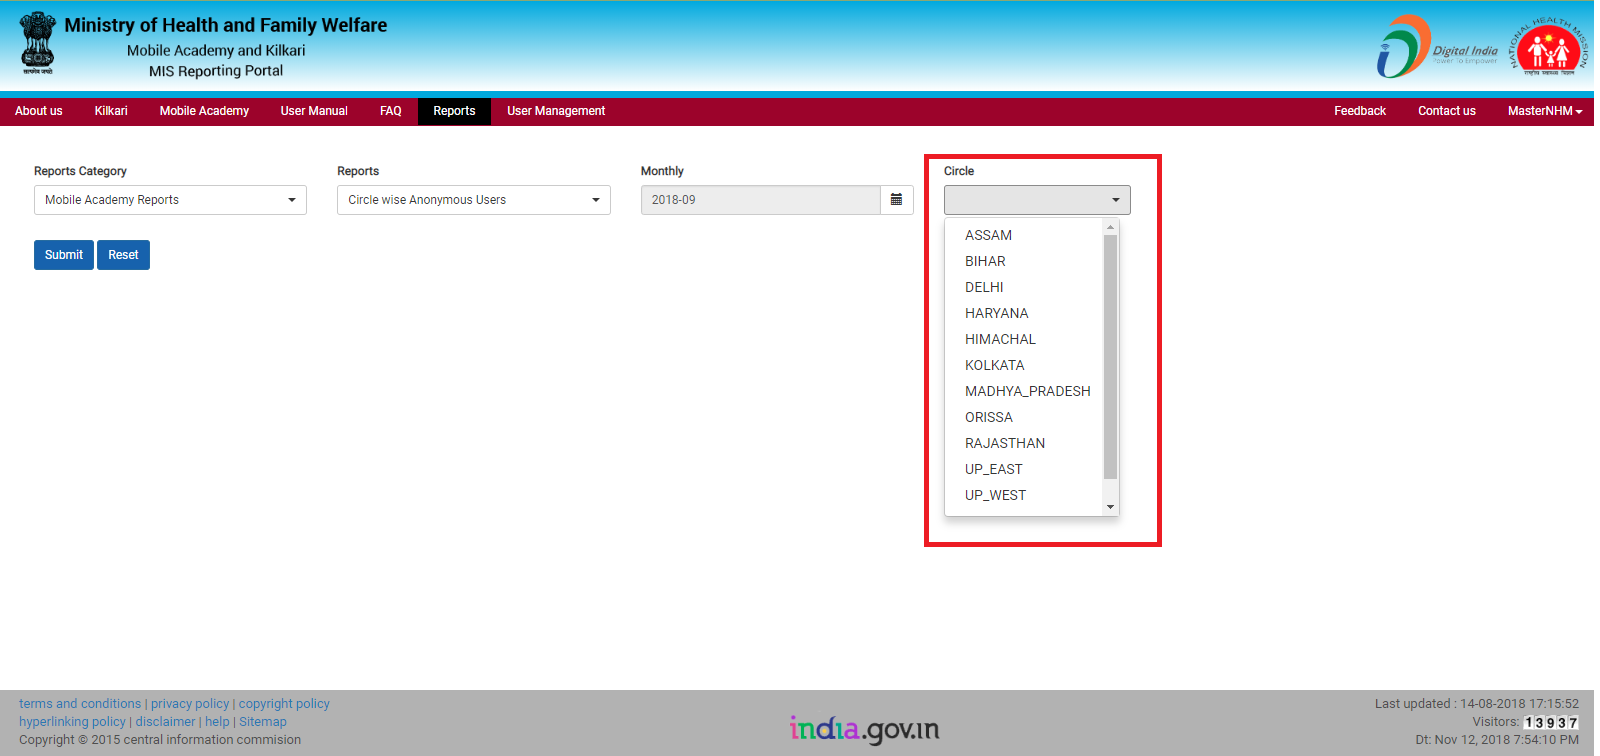 Ministry of Health and Family Welfare
Mobile Academy and Kilkari
MIS Reporting Portal
सत्यमेव जयते
Digital India
Power To Empower
NATIONAL HEALTH MISSION
राष्ट्रीय स्वास्थ्य मिशन
About us Kilkari Mobile Academy User Manual FAQ Reports User Management Feedback Contact us MasterNHM
Reports Category Reports Monthly Circle
Mobile Academy Reports Circle wise Anonymous Users 2018-09
Submit Reset
ASSAM
BIHAR
DELHI
HARYANA
HIMACHAL
KOLKATA
MADHYA_PRADESH
ORISSA
RAJASTHAN
UP_EAST
UP_WEST
terms and conditions | privacy policy | copyright policy
hyperlinking policy | disclaimer | help | Sitemap
Copyright © 2015 central information commision
india.gov.in
Last updated : 14-08-2018 17:15:52
Visitors: 13937
Dt: Nov 12, 2018 7:54:10 PM